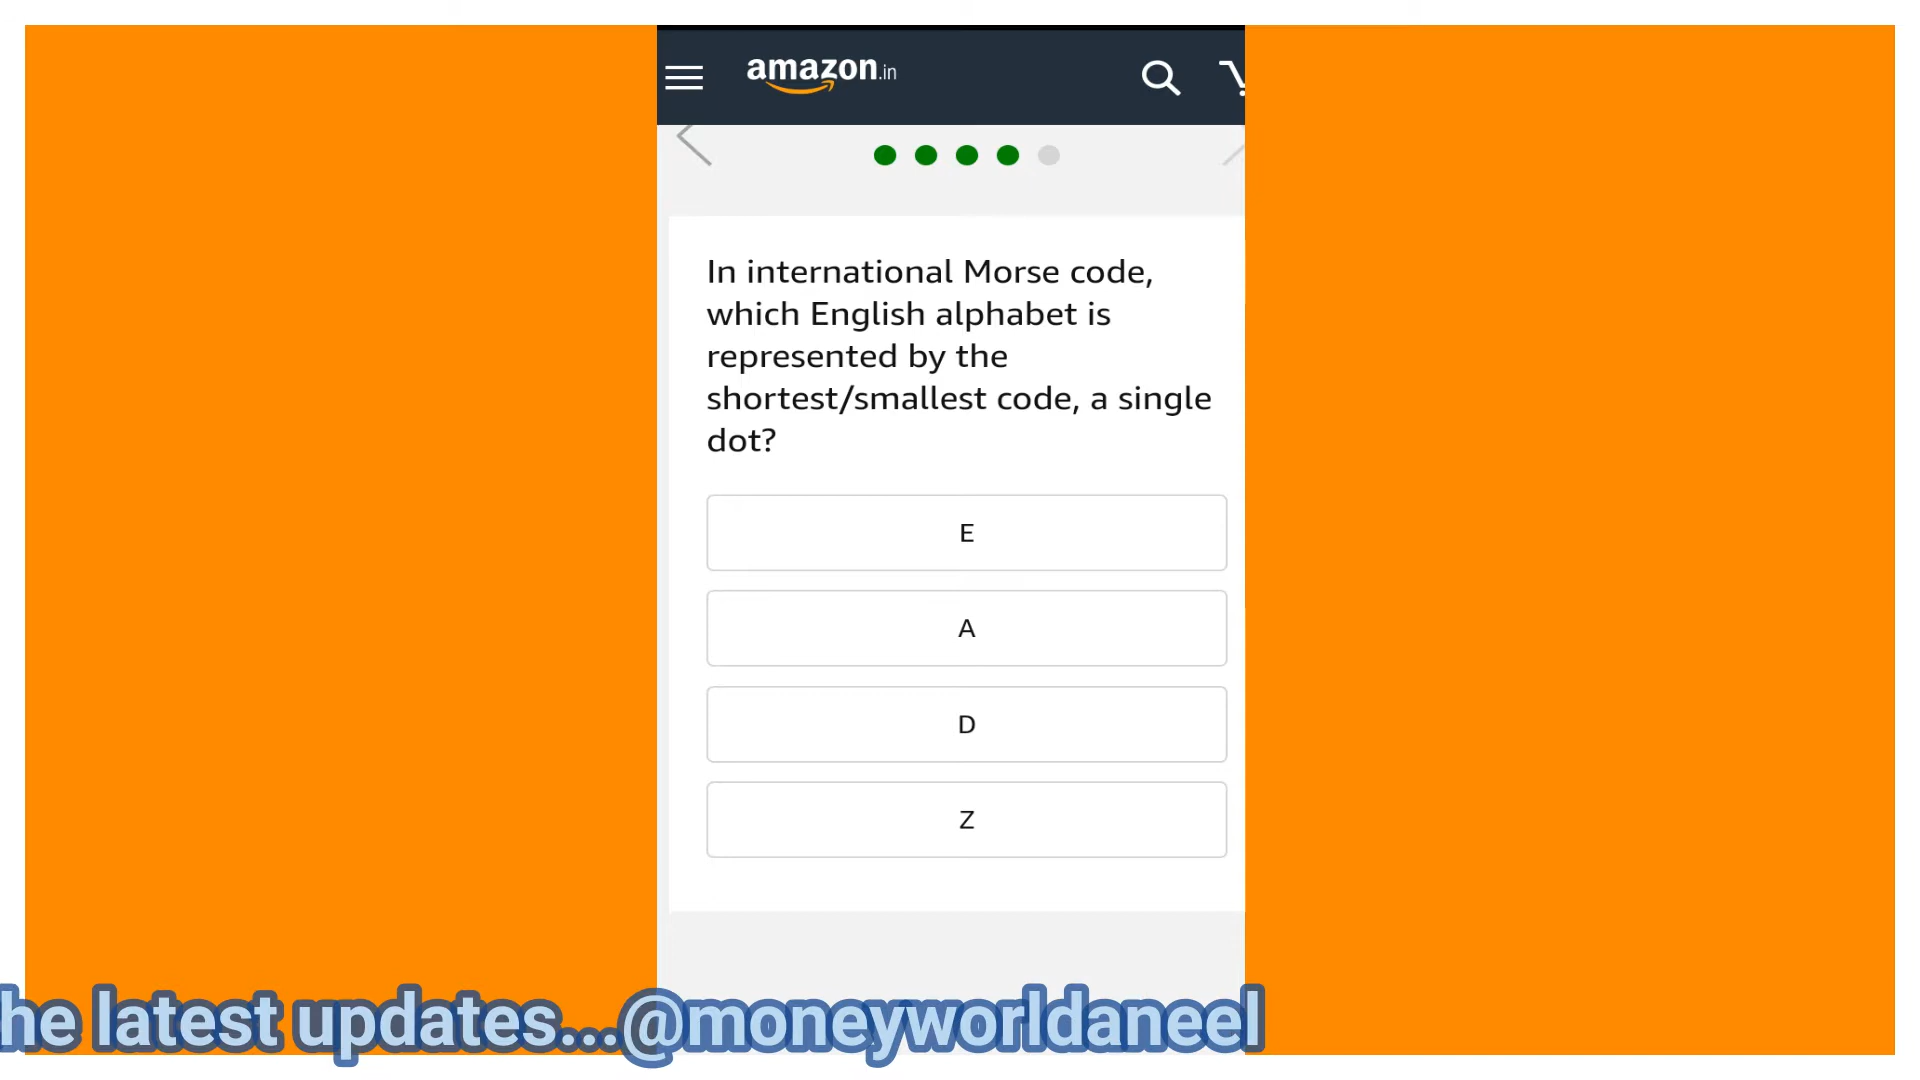 amazon.in
In international Morse code,
which English alphabet is
represented by the
shortest/smallest code, a single
dot?
E
A
D
Z
he latest updates...@moneyworldaneel